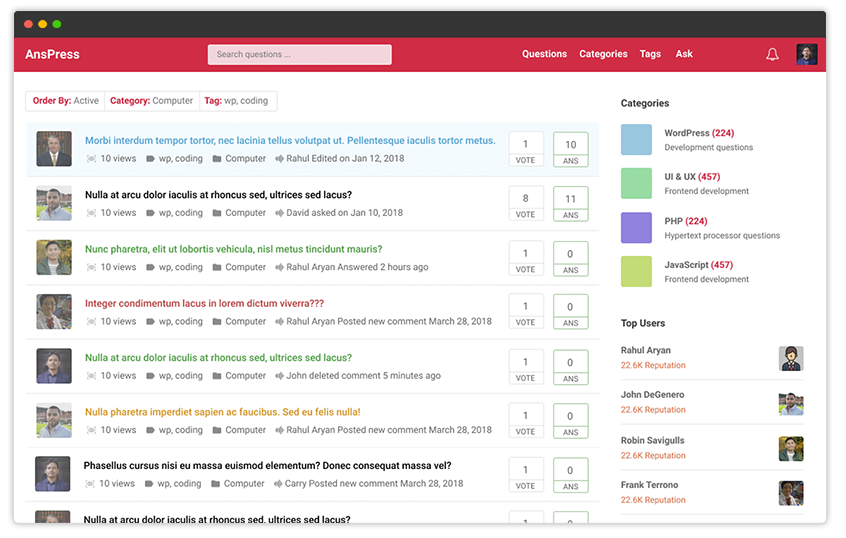 AnsPress
Search questions ...
Questions Categories Tags Ask
Order By: Active Category: Computer Tag: wp, coding
Morbi interdum tempor tortor, nec lacinia tellus volutpat ut. Pellentesque iaculis tortor metus.
10 views wp, coding Computer Rahul Edited on Jan 12, 2018
1 VOTE
10 ANS
Nulla at arcu dolor iaculis at rhoncus sed, ultrices sed lacus?
10 views wp, coding Computer David asked on Jan 10, 2018
8 VOTE
11 ANS
Nunc pharetra, elit ut lobortis vehicula, nisl metus tincidunt mauris?
10 views wp, coding Computer Rahul Aryan Answered 2 hours ago
1 VOTE
0 ANS
Integer condimentum lacus in lorem dictum viverra???
10 views wp, coding Computer Rahul Aryan Posted new comment March 28, 2018
1 VOTE
0 ANS
Nulla at arcu dolor iaculis at rhoncus sed, ultrices sed lacus?
10 views wp, coding Computer John deleted comment 5 minutes ago
1 VOTE
0 ANS
Nulla pharetra imperdiet sapien ac faucibus. Sed eu felis nulla!
10 views wp, coding Computer Rahul Aryan Posted new comment March 28, 2018
1 VOTE
0 ANS
Phasellus cursus nisi eu massa euismod elementum? Donec consequat massa vel?
10 views wp, coding Computer Carry Posted new comment March 28, 2018
1 VOTE
0 ANS
Nulla at arcu dolor iaculis at rhoncus sed, ultrices sed lacus?
Categories
WordPress (224)
Development questions
UI & UX (457)
Frontend development
PHP (224)
Hypertext processor questions
JavaScript (457)
Frontend development
Top Users
Rahul Aryan
22.6K Reputation
John DeGenero
22.6K Reputation
Robin Savigulls
22.6K Reputation
Frank Terrono
22.6K Reputation